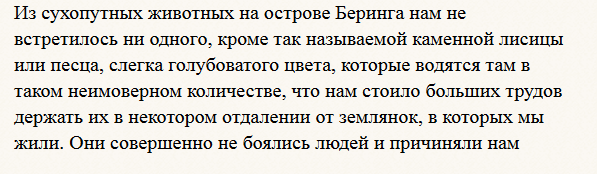 Из сухопутных животных на острове Беринга нам не
встретилось ни одного, кроме так называемой каменной лисицы
или песца, слегка голубоватого цвета, которые водятся там в
таком неимоверном количестве, что нам стоило больших трудов
держать их в некотором отдалении от землянок, в которых мы
жили. Они совершенно не боялись людей и причиняли нам